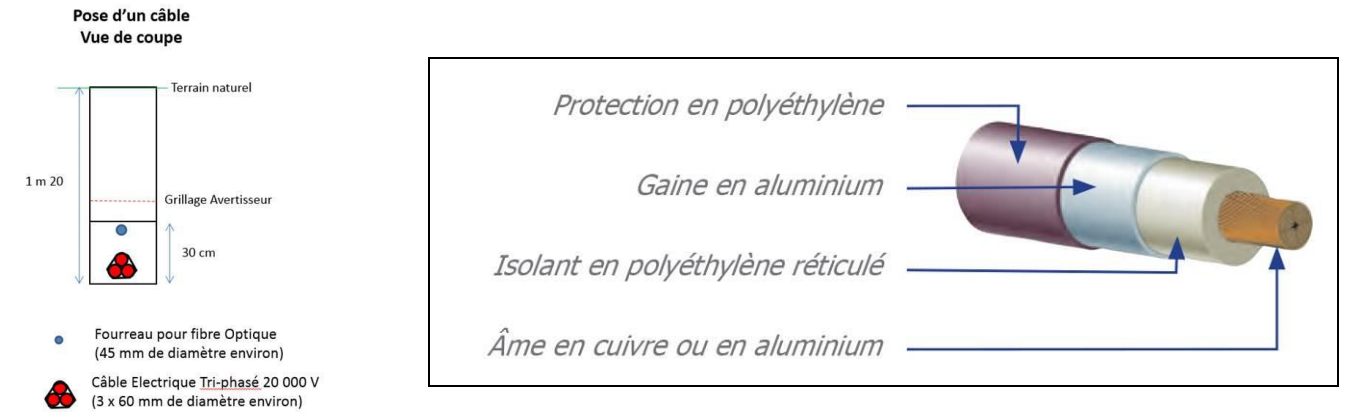 Pose d’un câble
Vue de coupe
Terrain naturel
1 m 20
Grillage Avertisseur
30 cm
Fourreau pour fibre Optique
(45 mm de diamètre environ)
Câble Electrique Tri-phasé 20 000 V
(3 x 60 mm de diamètre environ)
Protection en polyéthylène
Gaine en aluminium
Isolant en polyéthylène réticulé
Âme en cuivre ou en aluminium